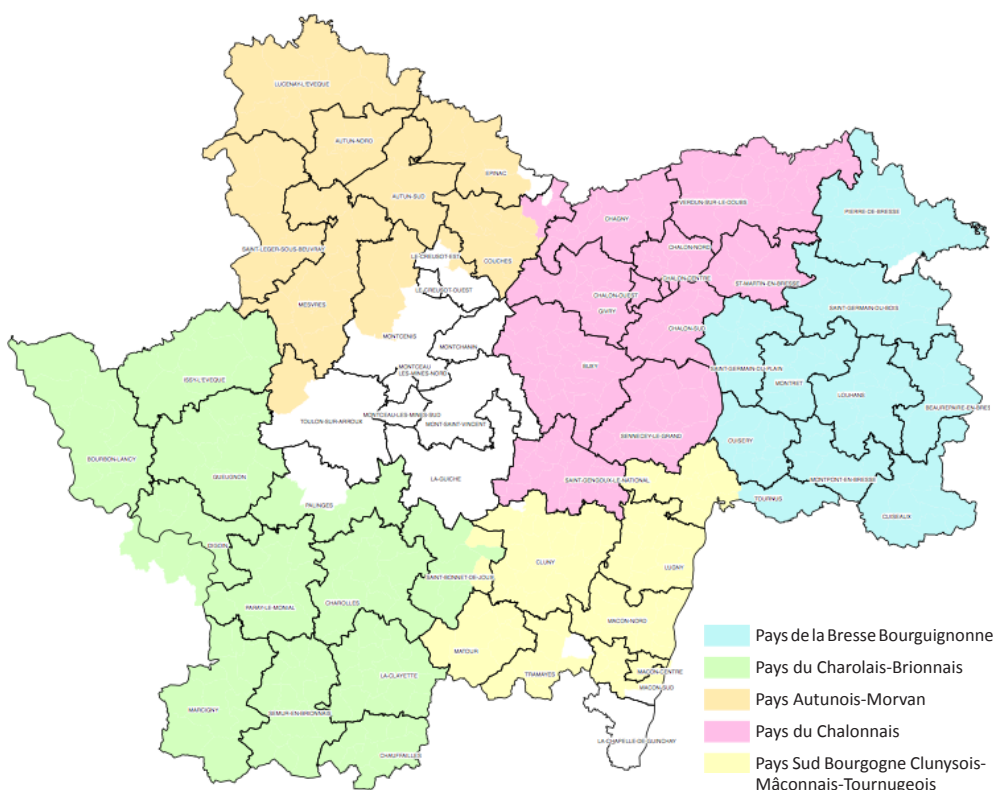 LUCENAY-L'EVEQUE
AUTUN-NORD
EPINAC
AUTUN-SUD
VERDUN-SUR-LE-DOUBS
PIERRE-DE-BRESSE
CHAGNY
SAINT-LEGER-SOUS-BEUVRAY
CHALON-NORD
LE-CREUSOT-EST
COUCHES
CHALON-CENTRE
ST-MARTIN-EN-BRESSE
LE-CREUSOT-OUEST
CHALON-OUEST
MESVRES
GIVRY
SAINT-GERMAIN-DU-BOIS
CHALON-SUD
MONTCENIS
MONTCHANIN
BUXY
SAINT-GERMAIN-DU-PLAIN
MONTCEAU
LES-MINES-NORD
ISSY-L'EVEQUE
MONTRET
LOUHANS
BEAUREPAIRE-EN-BRES
MONTCEAU-LES-MINES-SUD
TOULON-SUR-ARROUX
MONT-SAINT-VINCENT
SENNECEY-LE-GRAND
CUISERY
BOURBON-LANCY
GUEUGNON
LA-GUICHE
SAINT-GENGOUX-LE-NATIONAL
MONTPONT-EN-BRESSE
TOURNUS
PALINGES
CUISEAUX
DIGOIN
CLUNY
LUGNY
SAINT-BONNET-DE-JOUX
PARAY-LE-MONIAL
CHAROLLES
MACON-NORD
MATOUR
TRAMAYES
MACON-CENTRE
MACON-SUD
LA-CLAYETTE
MARCIGNY
SEMUR-EN-BRIONNAIS
LA-CHAPELLE-DE-GUINCHAY
CHAUFFAILLES
Pays de la Bresse Bourguignonne
Pays du Charolais-Brionnais
Pays Autunois-Morvan
Pays du Chalonnais
Pays Sud Bourgogne Clunysois-
Mâconnais-Tournugeois